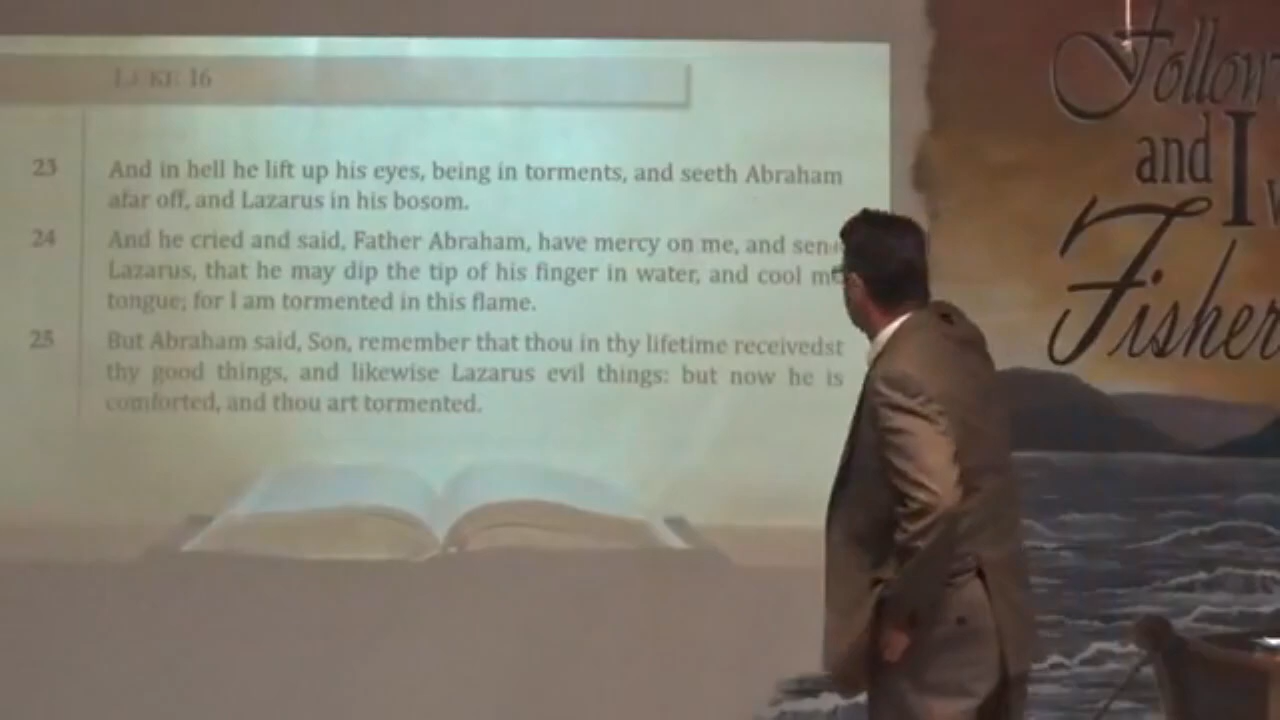 LUKE 16
23 And in hell he lift up his eyes, being in torments, and seeth Abraham
afar off, and Lazarus in his bosom.
24 And he cried and said, Father Abraham, have mercy on me, and sen
Lazarus, that he may dip the tip of his finger in water, and cool m
tongue; for I am tormented in this flame.
25 But Abraham said, Son, remember that thou in thy lifetime receivedst
thy good things, and likewise Lazarus evil things: but now he is
comforted, and thou art tormented.
Follow
and I
Fisher